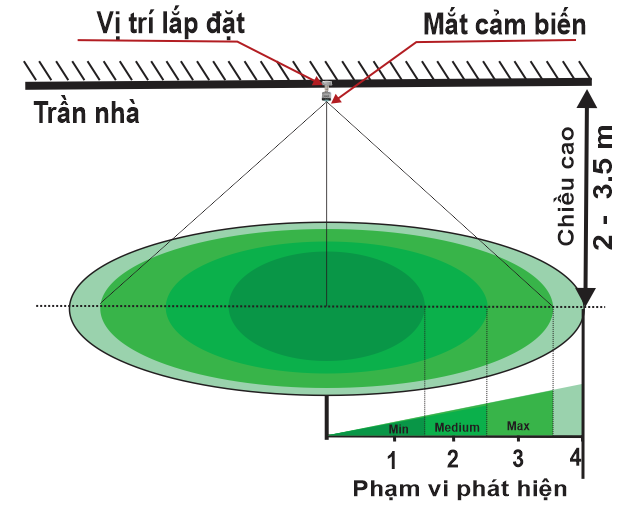 Vị trí lắp đặt
Mắt cảm biến
Trần nhà
Chiều cao
2 - 3.5 m
Min Medium Max
1 2 3 4
Phạm vi phát hiện